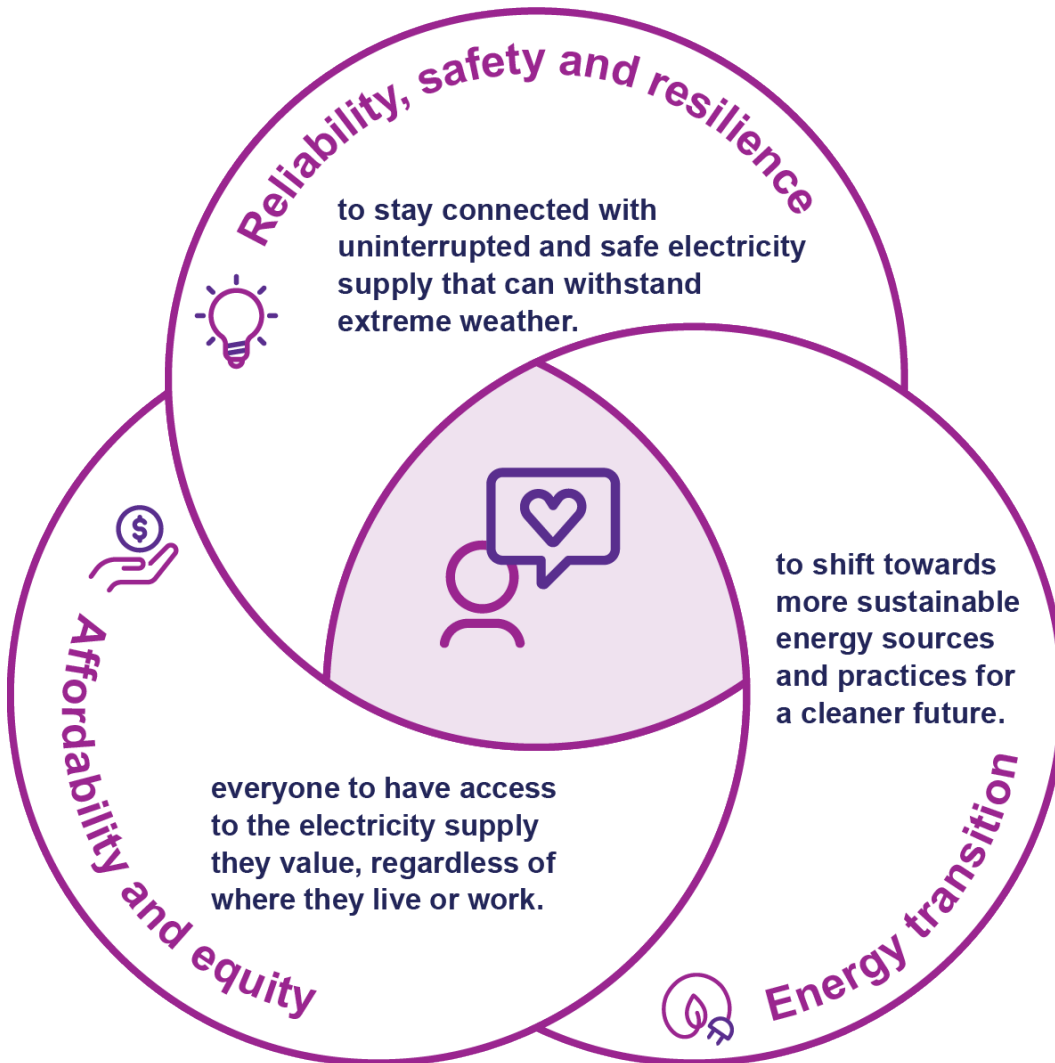 Reliability, safety and resilience
to stay connected with
uninterrupted and safe electricity
supply that can withstand
extreme weather.
$
Affordability and equity
everyone to have access
to the electricity supply
they value, regardless of
where they live or work.
to shift towards
more sustainable
energy sources
and practices for
a cleaner future.
Energy transition